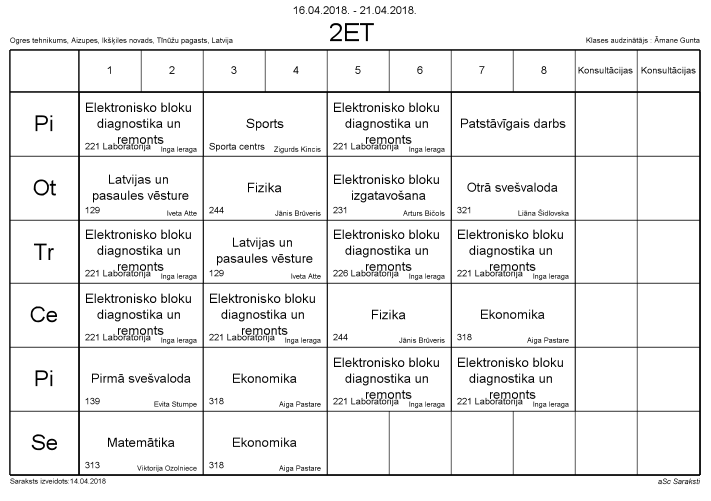 16.04.2018. - 21.04.2018.
Ogres tehnikums, Aizupes, Ikšķiles novads, Tīnūžu pagasts, Latvija
2ET
Klases audzinātājs : Āmane Gunta
1 2 3 4 5 6 7 8 Konsultācijas Konsultācijas
Pi
Elektronisko bloku
diagnostika un
remonts
221 Laboratorija Inga Ieraga
Sports
Sporta centrs Zigurds Kincis
Elektronisko bloku
diagnostika un
remonts
221 Laboratorija Inga Ieraga
Patstāvīgais darbs
Ot
Latvijas un
pasaules vēsture
129 Iveta Atte
Fizika
244 Jānis Brūveris
Elektronisko bloku
izgatavošana
231 Arturs Bičols
Otrā svešvaloda
321 Liāna Šidlovska
Tr
Elektronisko bloku
diagnostika un
remonts
221 Laboratorija Inga Ieraga
Latvijas un
pasaules vēsture
129 Iveta Atte
Elektronisko bloku
diagnostika un
remonts
226 Laboratorija Inga Ieraga
Elektronisko bloku
diagnostika un
remonts
221 Laboratorija Inga Ieraga
Ce
Elektronisko bloku
diagnostika un
remonts
221 Laboratorija Inga Ieraga
Elektronisko bloku
diagnostika un
remonts
221 Laboratorija Inga Ieraga
Fizika
244 Jānis Brūveris
Ekonomika
318 Aiga Pastare
Pi
Pirmā svešvaloda
139 Evita Stumpe
Ekonomika
318 Aiga Pastare
Elektronisko bloku
diagnostika un
remonts
221 Laboratorija Inga Ieraga
Elektronisko bloku
diagnostika un
remonts
221 Laboratorija Inga Ieraga
Se
Matemātika
313 Viktorija Ozolniece
Ekonomika
318 Aiga Pastare
Saraksts izveidots:14.04.2018
aSc Saraksti